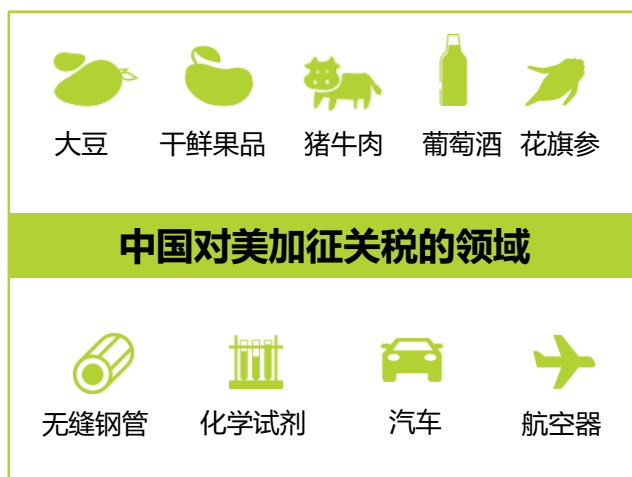 大豆 干鲜果品 猪牛肉 葡萄酒 花旗参
中国对美加征关税的领域
无缝钢管 化学试剂 汽车 航空器